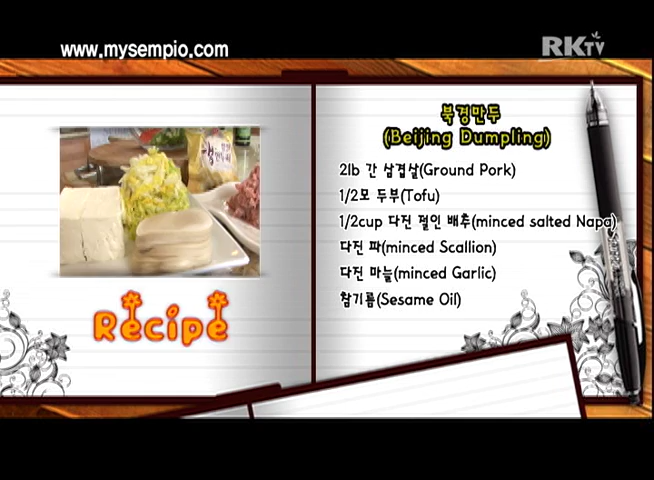 www.mysempio.com
RKTV
북경만두
(Beijing Dumpling)
2lb 간 삼겹살(Ground Pork)
1/2모 두부(Tofu)
1/2cup 다진 절인 배추(minced salted Napa)
다진 파(minced Scallion)
다진 마늘(minced Garlic)
참기름(Sesame Oil)
Recipe